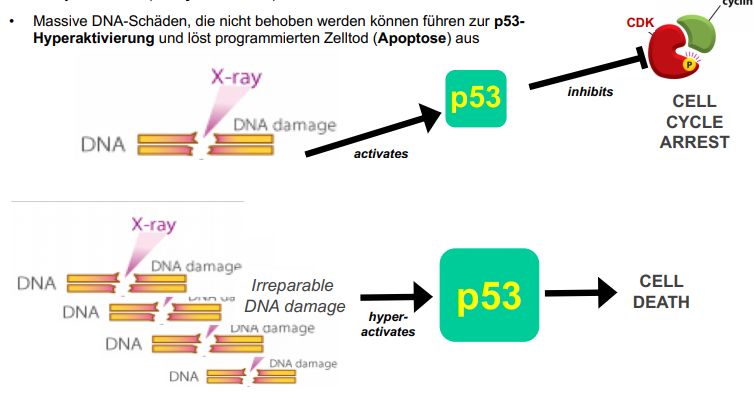 cyclin
• Massive DNA-Schäden, die nicht behoben werden können führen zur p53-
Hyperaktivierung und löst programmierten Zelltod (Apoptose) aus
CDK
P
X-ray
DNA damage
DNA
activates
p53
inhibits
CELL
CYCLE
ARREST
X-ray
DNA damage
DNA
DNA
DNA damage
DNA
DNA damage
DNA
Irreparable
DNA damage
hyper-
activates
p53
CELL
DEATH